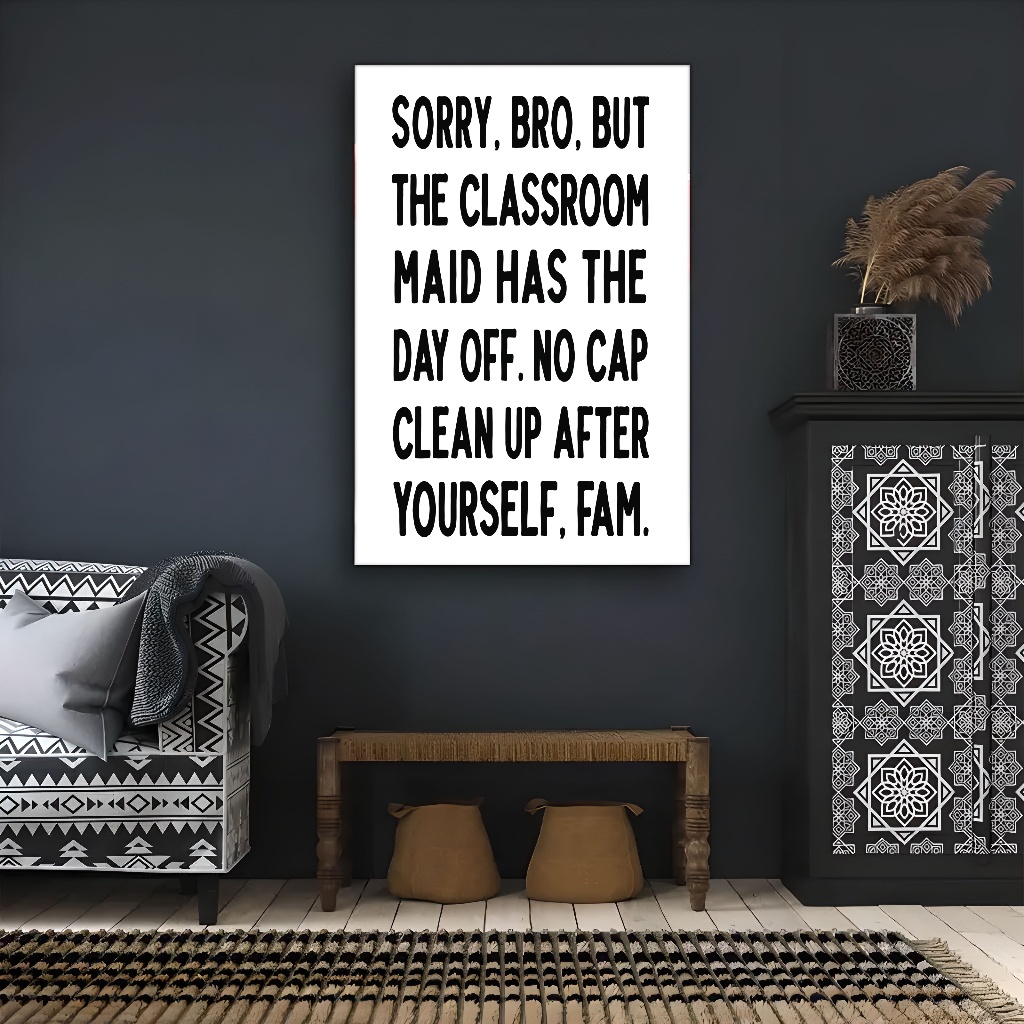 SORRY, BRO, BUT
THE CLASSROOM
MAID HAS THE
DAY OFF. NO CAP
CLEAN UP AFTER
YOURSELF, FAM.